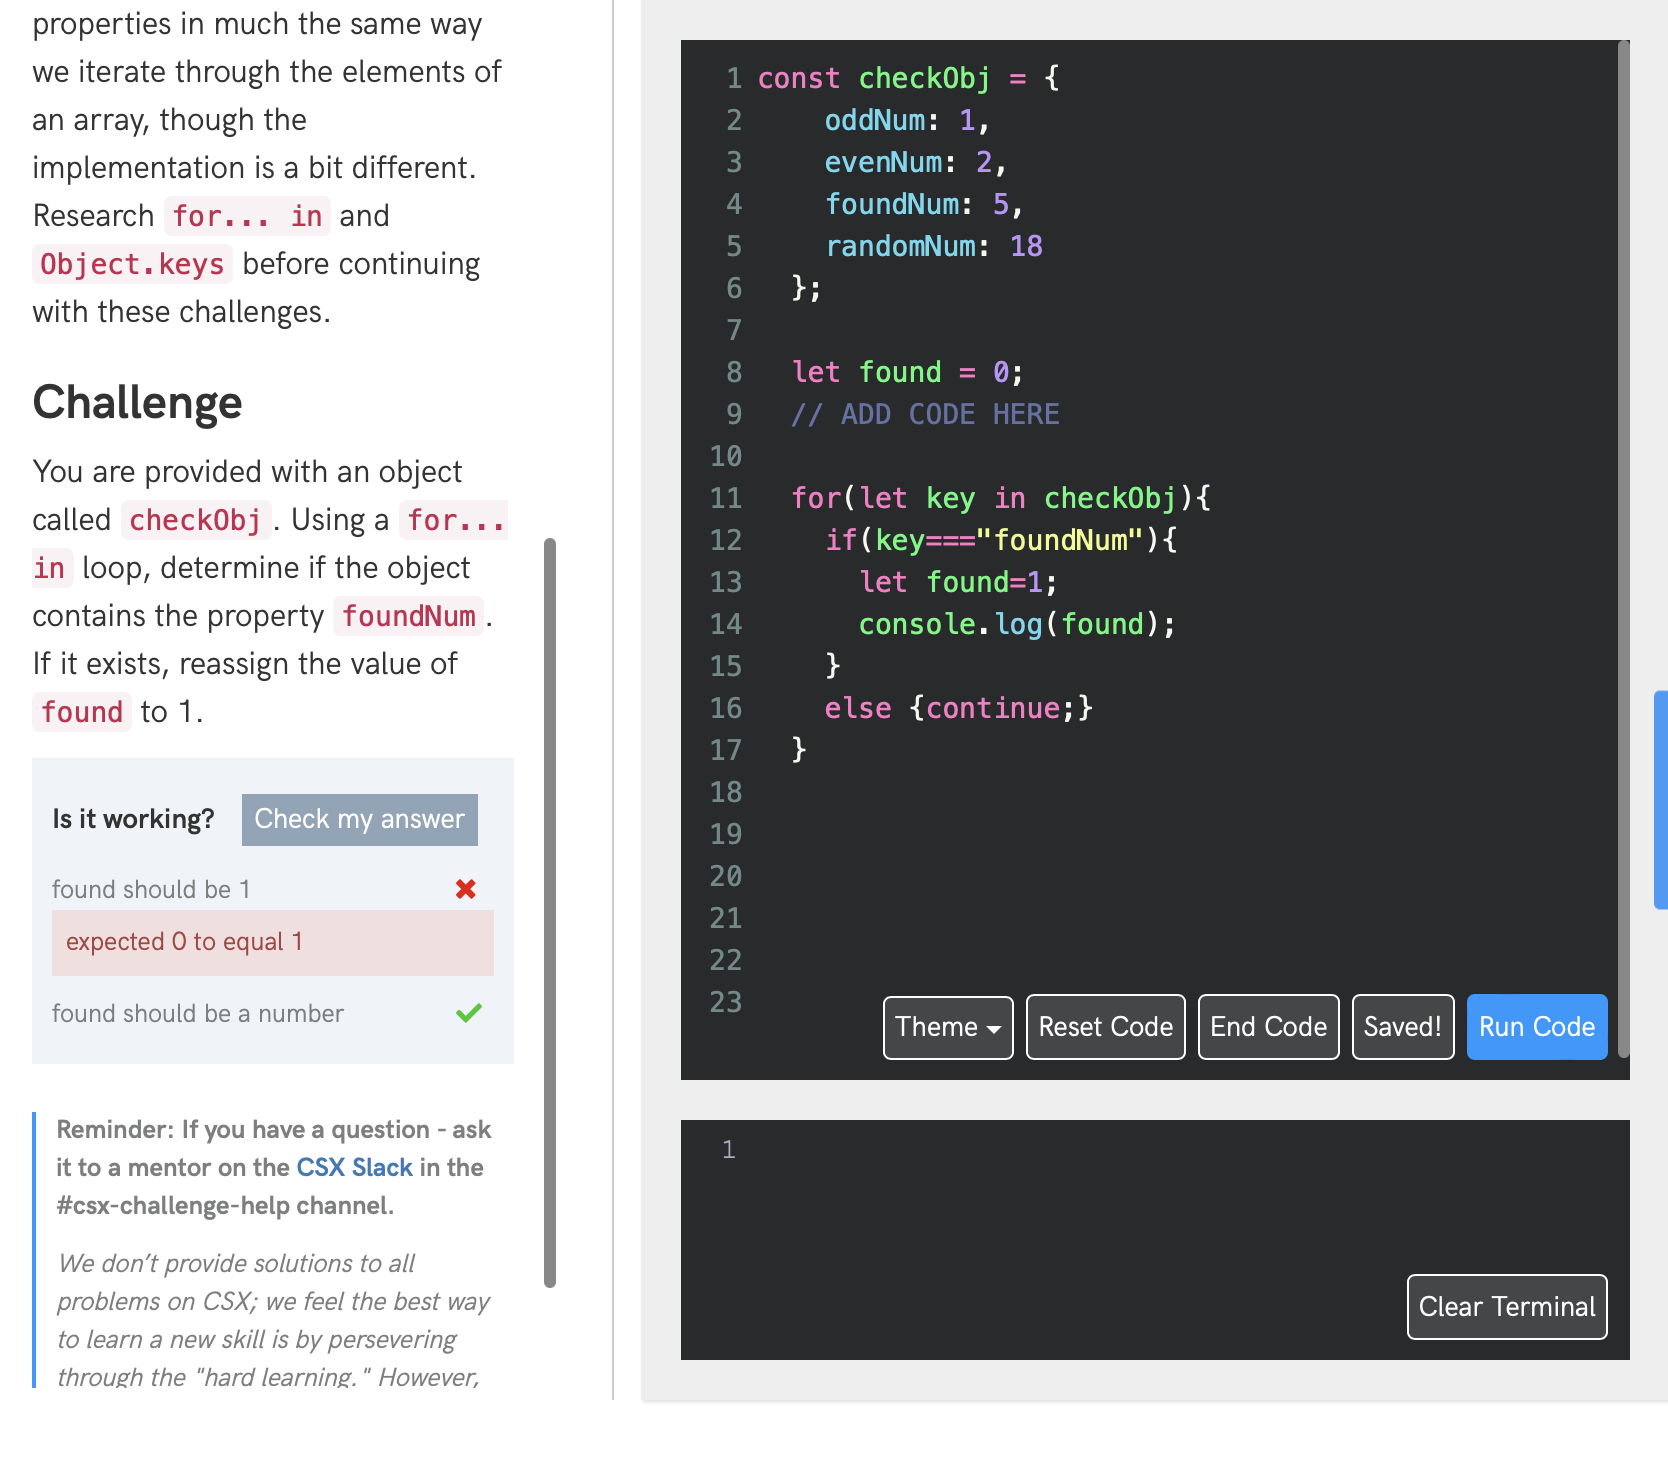 properties in much the same way
we iterate through the elements of
an array, though the
implementation is a bit different.
Research for... in and
Object.keys before continuing
with these challenges.
Challenge
You are provided with an object
called checkObj. Using a for...
in loop, determine if the object
contains the property foundNum.
If it exists, reassign the value of
found to 1.
Is it working? Check my answer
found should be 1
expected 0 to equal 1
found should be a number
Reminder: If you have a question - ask
it to a mentor on the CSX Slack in the
#csx-challenge-help channel.
We don’t provide solutions to all
problems on CSX; we feel the best way
to learn a new skill is by persevering
through the "hard learning." However,
1 const checkObj = {
2     oddNum: 1,
3     evenNum: 2,
4     foundNum: 5,
5     randomNum: 18
6   };
7
8   let found = 0;
9   // ADD CODE HERE
10
11   for(let key in checkObj){
12     if(key==="foundNum"){
13       let found=1;
14       console.log(found);
15     }
16     else {continue;}
17   }
18
19
20
21
22
23
Theme Reset Code End Code Saved! Run Code
1
Clear Terminal